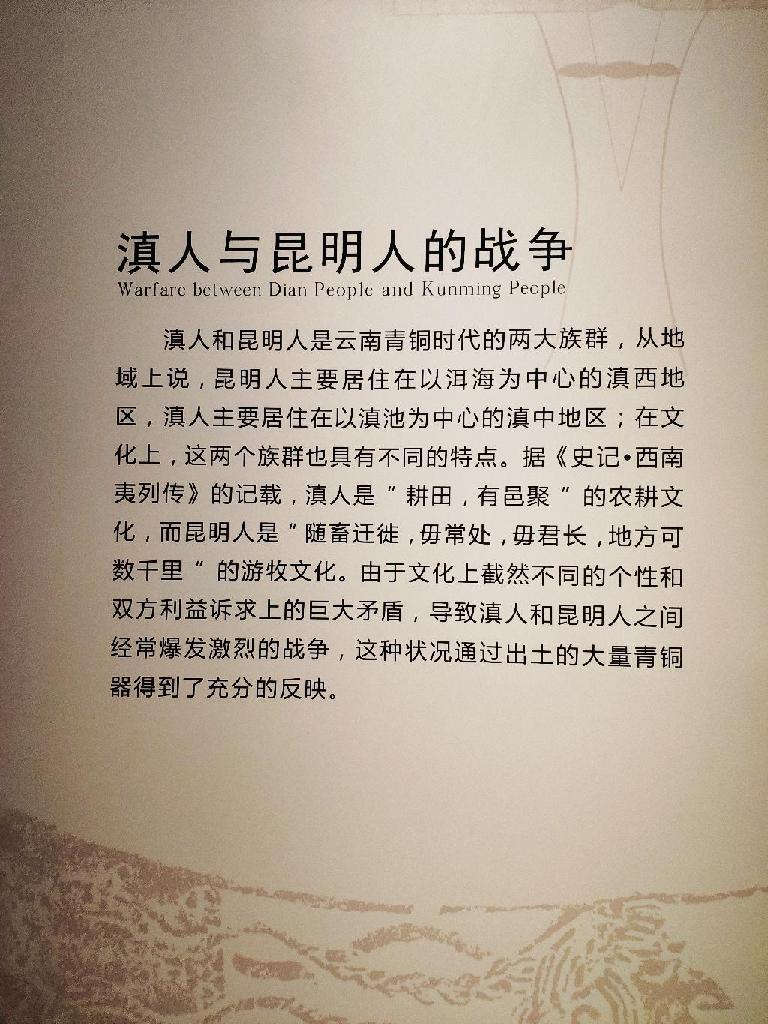 滇人与昆明人的战争
Warfare between Dian People and Kunming People
滇人和昆明人是云南青铜时代的两大族群，从地
域上说，昆明人主要居住在以洱海为中心的滇西地
区，滇人主要居住在以滇池为中心的滇中地区；在文
化上，这两个族群也具有不同的特点。据《史记•西南
夷列传》的记载，滇人是＂耕田，有邑聚“的农耕文
化，而昆明人是＂随畜迁徙，毋常处，毋君长，地方可
数千里“的游牧文化。由于文化上截然不同的个性和
双方利益诉求上的巨大矛盾，导致滇人和昆明人之间
经常爆发激烈的战争，这种状况通过出土的大量青铜
器得到了充分的反映。